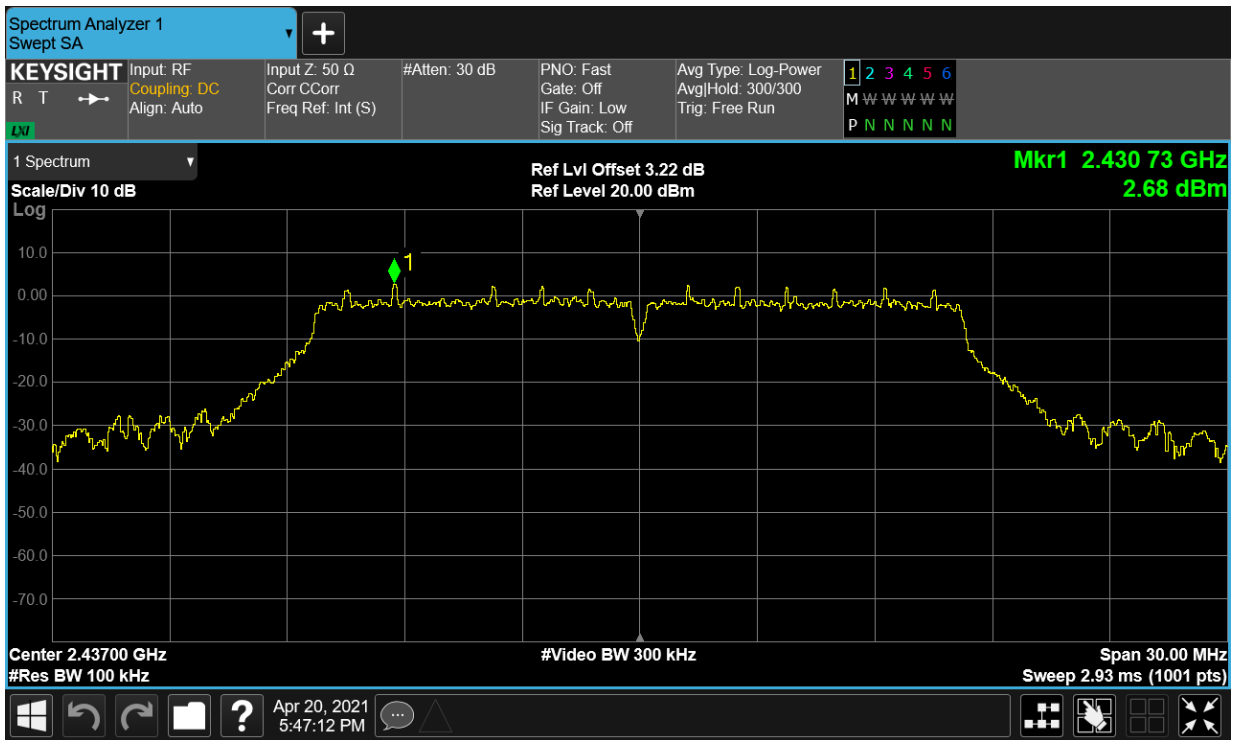 Spectrum Analyzer 1
Swept SA
KEYSIGHT
R T
LXI
Input: RF
Coupling: DC
Align: Auto
Input Z: 50 Ω
Corr CCorr
Freq Ref: Int (S)
#Atten: 30 dB
PNO: Fast
Gate: Off
IF Gain: Low
Sig Track: Off
Avg Type: Log-Power
Avg|Hold: 300/300
Trig: Free Run
1 2 3 4 5 6
M W W W W W
P N N N N N
1 Spectrum
Scale/Div 10 dB
Log
Ref Lvl Offset 3.22 dB
Ref Level 20.00 dBm
Mkr1 2.430 73 GHz
2.68 dBm
1
10.0
0.00
-10.0
-20.0
-30.0
-40.0
-50.0
-60.0
-70.0
Center 2.43700 GHz
#Res BW 100 kHz
#Video BW 300 kHz
Span 30.00 MHz
Sweep 2.93 ms (1001 pts)
?
Apr 20, 2021
5:47:12 PM